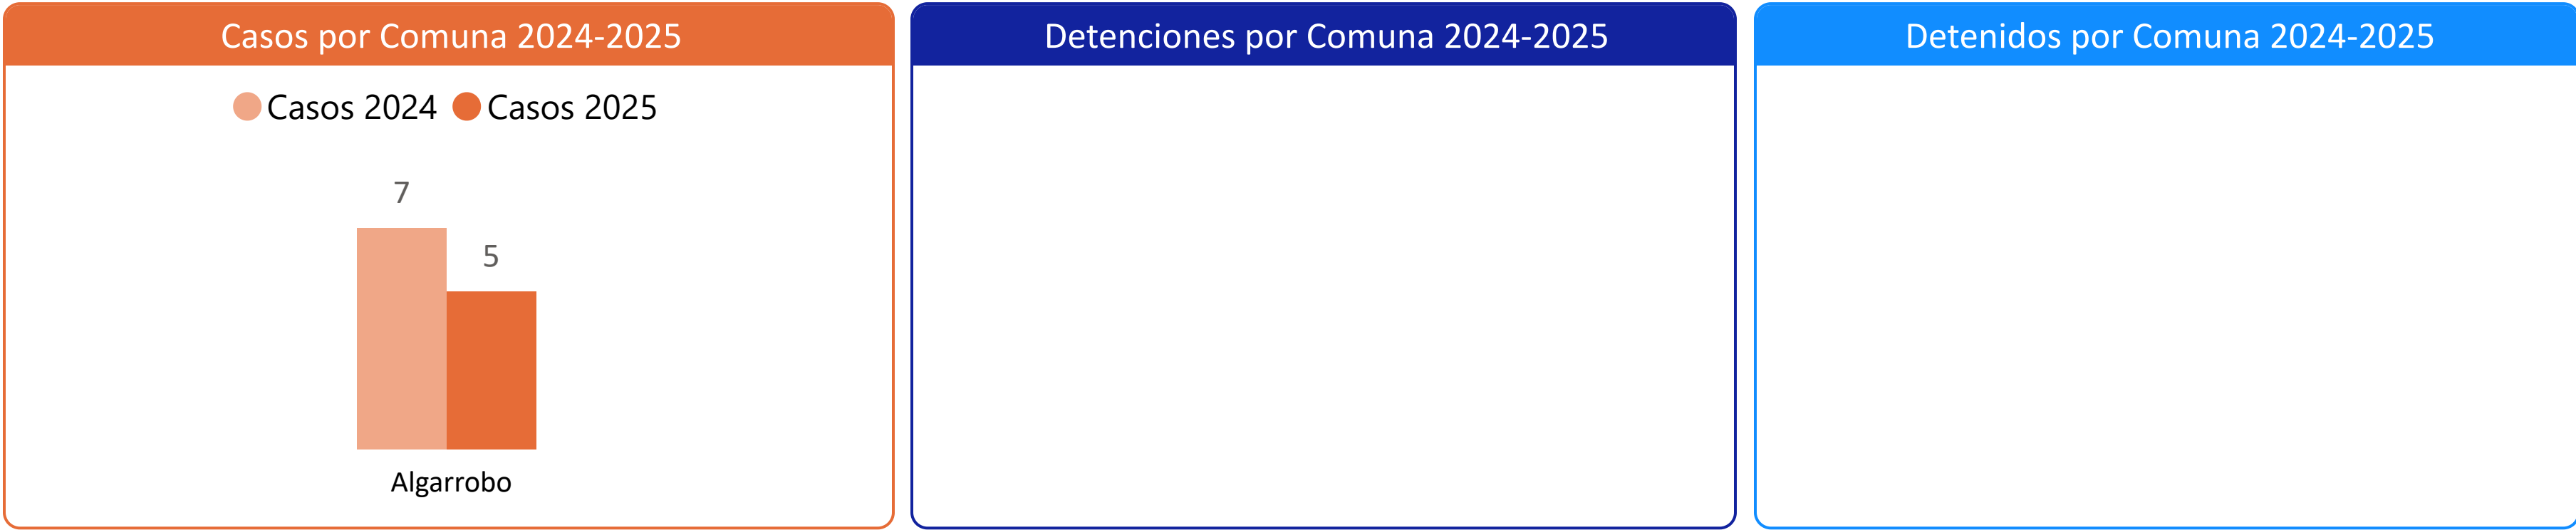 Casos por Comuna 2024-2025
Casos 2024 Casos 2025
7
5
Algarrobo
Detenciones por Comuna 2024-2025
Detenidos por Comuna 2024-2025